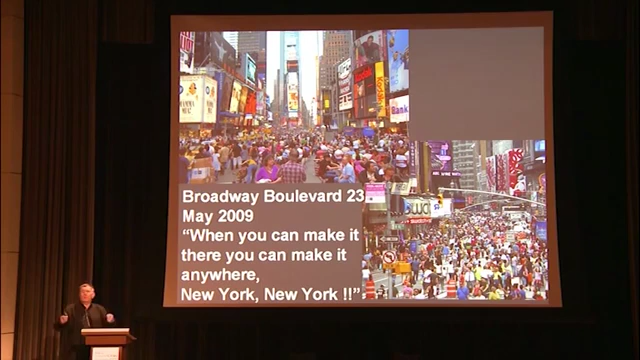 Broadway Boulevard 23
May 2009
“When you can make it
there you can make it
anywhere,
New York, New York !!”